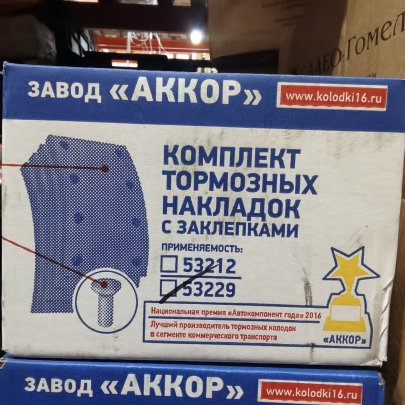 ЗАВОД «АККОР»
www.kolodki16.ru
КОМПЛЕКТ
ТОРМОЗНЫХ
НАКЛАДОК
С ЗАКЛЕПКАМИ
ПРИМЕНЯЕМОСТЬ:
53212
53229
Национальная премия «Автокомпонент года» 2016
Лучший производитель тормозных колодок
в сегменте коммерческого транспорта
«АККОР»
ЗАВОД «АККОР»
www.kolodki16.ru